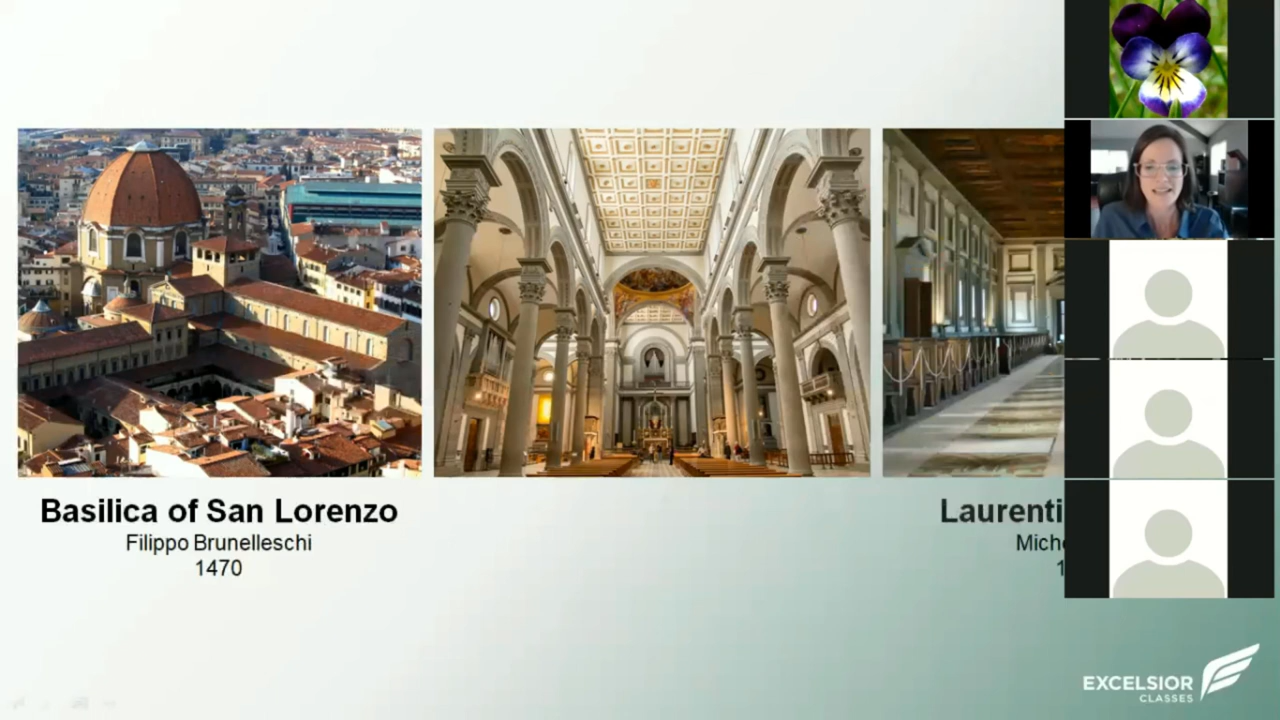 Basilica of San Lorenzo
Filippo Brunelleschi
1470
Laurenti
Miche
1
EXCELSIOR
CLASSES